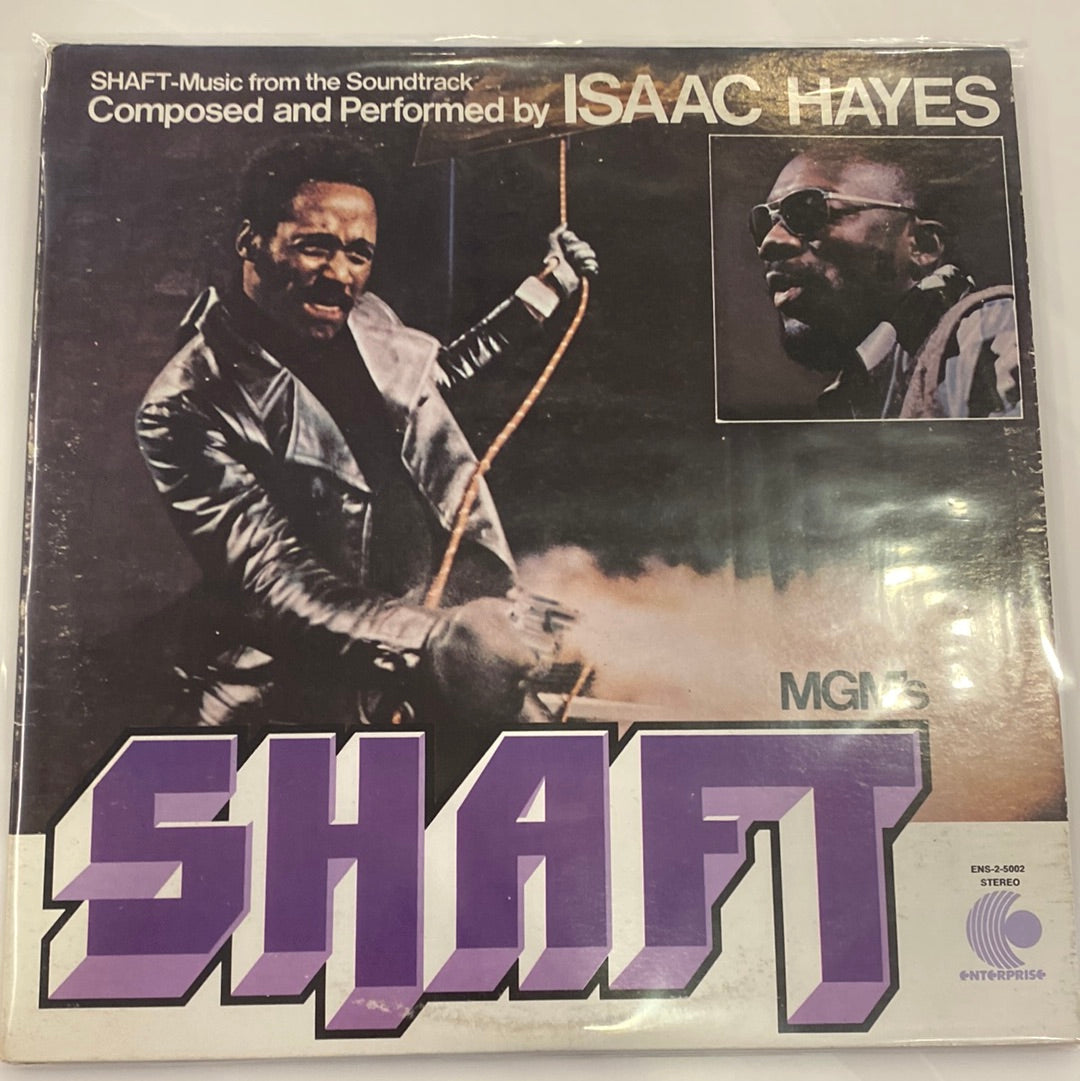 SHAFT-Music from the Soundtrack
Composed and Performed by ISAAC HAYES
MGM's
SHAFT
ENS-2-5002
STEREO
ENTERPRISE